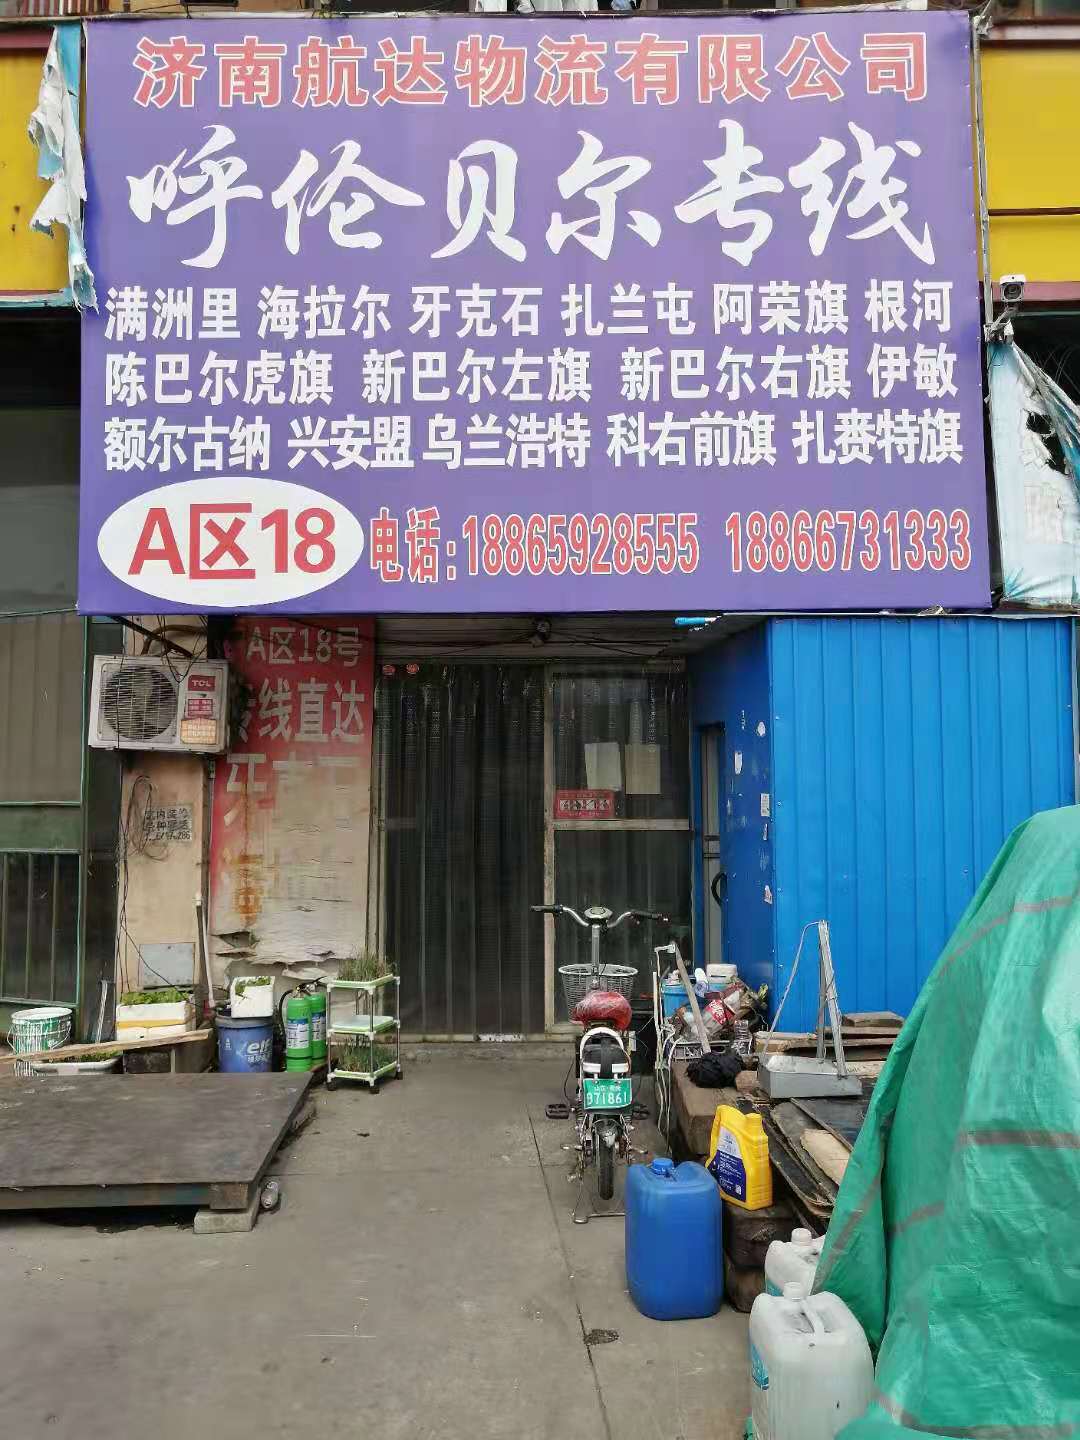 济南航达物流有限公司
呼伦贝尔专线
满洲里 海拉尔 牙克石 扎兰屯 阿荣旗 根河
陈巴尔虎旗 新巴尔左旗 新巴尔右旗 伊敏
额尔古纳 兴安盟 乌兰浩特 科右前旗 扎赉特旗
A区18 电话:18865928555 18866731333
A区18号
专线直达
TCL
elf
971861